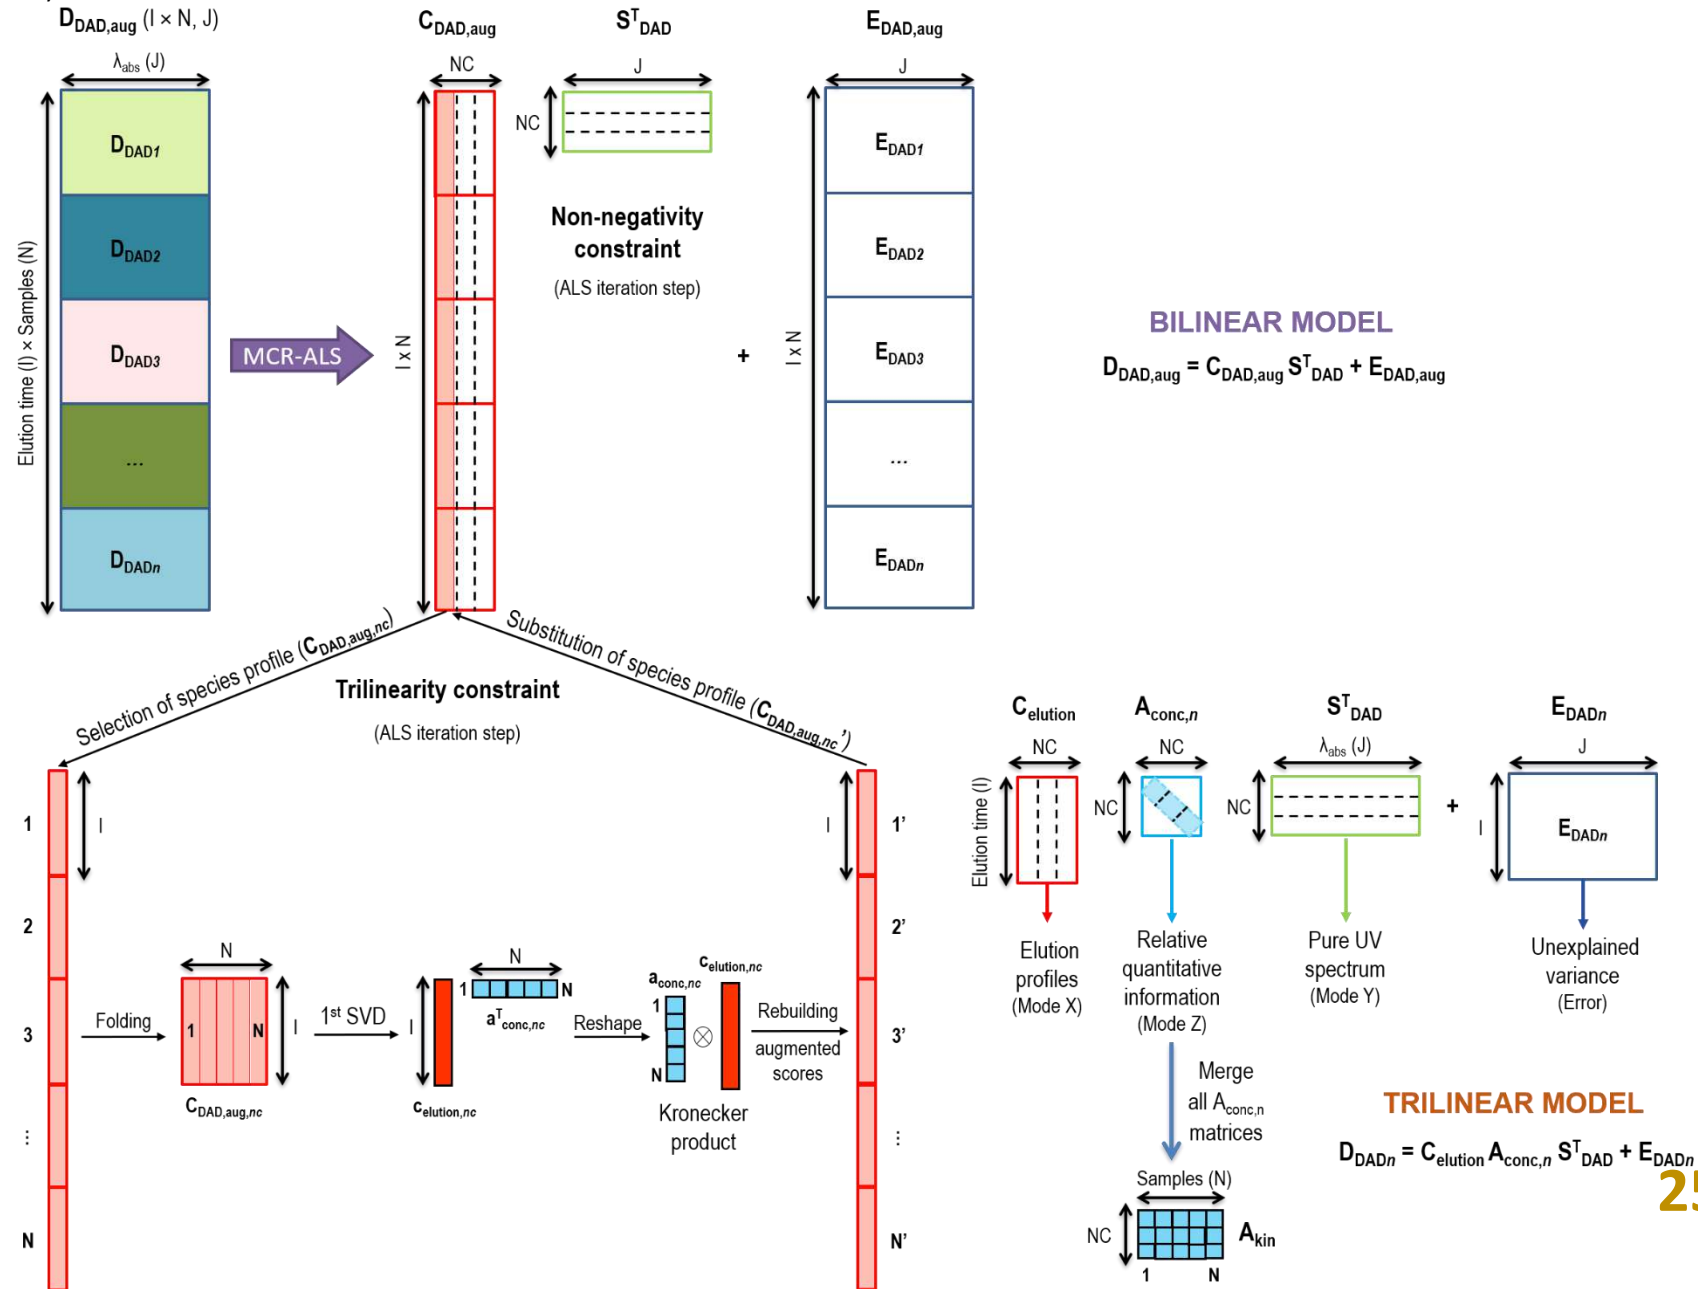 D_DAD,aug (I × N, J)
C_DAD,aug
S^T_DAD
E_DAD,aug
λ_abs (J)
NC
J
J
NC
Elution time (I) × Samples (N)
D_DAD1
D_DAD2
D_DAD3
...
D_DADn
MCR-ALS
I x N
Non-negativity
constraint
(ALS iteration step)
+
I x N
E_DAD1
E_DAD2
E_DAD3
...
E_DADn
BILINEAR MODEL
D_DAD,aug = C_DAD,aug S^T_DAD + E_DAD,aug
Selection of species profile (C_DAD,aug,nc)
Substitution of species profile (C_DAD,aug,nc')
Trilinearity constraint
(ALS iteration step)
1
2
3
...
N
I
Folding
N
1 N
I
C_DAD,aug,nc
1st SVD
I
c_elution,nc
N
1 N
a^T_conc,nc
Reshape
a_conc,nc
c_elution,nc
1
N
⊗
Kronecker
product
Rebuilding
augmented
scores
I
1'
2'
3'
...
N'
C_elution
A_conc,n
S^T_DAD
E_DADn
NC
NC
λ_abs (J)
J
Elution time (I)
NC
NC
+
I
E_DADn
Elution
profiles
(Mode X)
Relative
quantitative
information
(Mode Z)
Pure UV
spectrum
(Mode Y)
Unexplained
variance
(Error)
Merge
all A_conc,n
matrices
Samples (N)
NC
A_kin
1 N
TRILINEAR MODEL
D_DADn = C_elution A_conc,n S^T_DAD + E_DADn